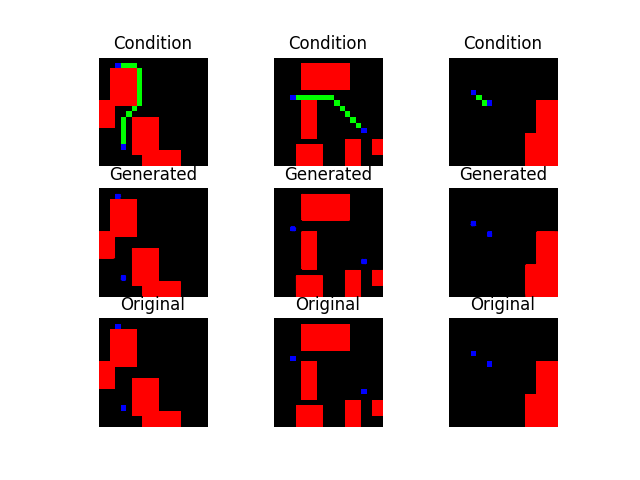 Condition
Condition
Condition
Generated
Generated
Generated
Original
Original
Original